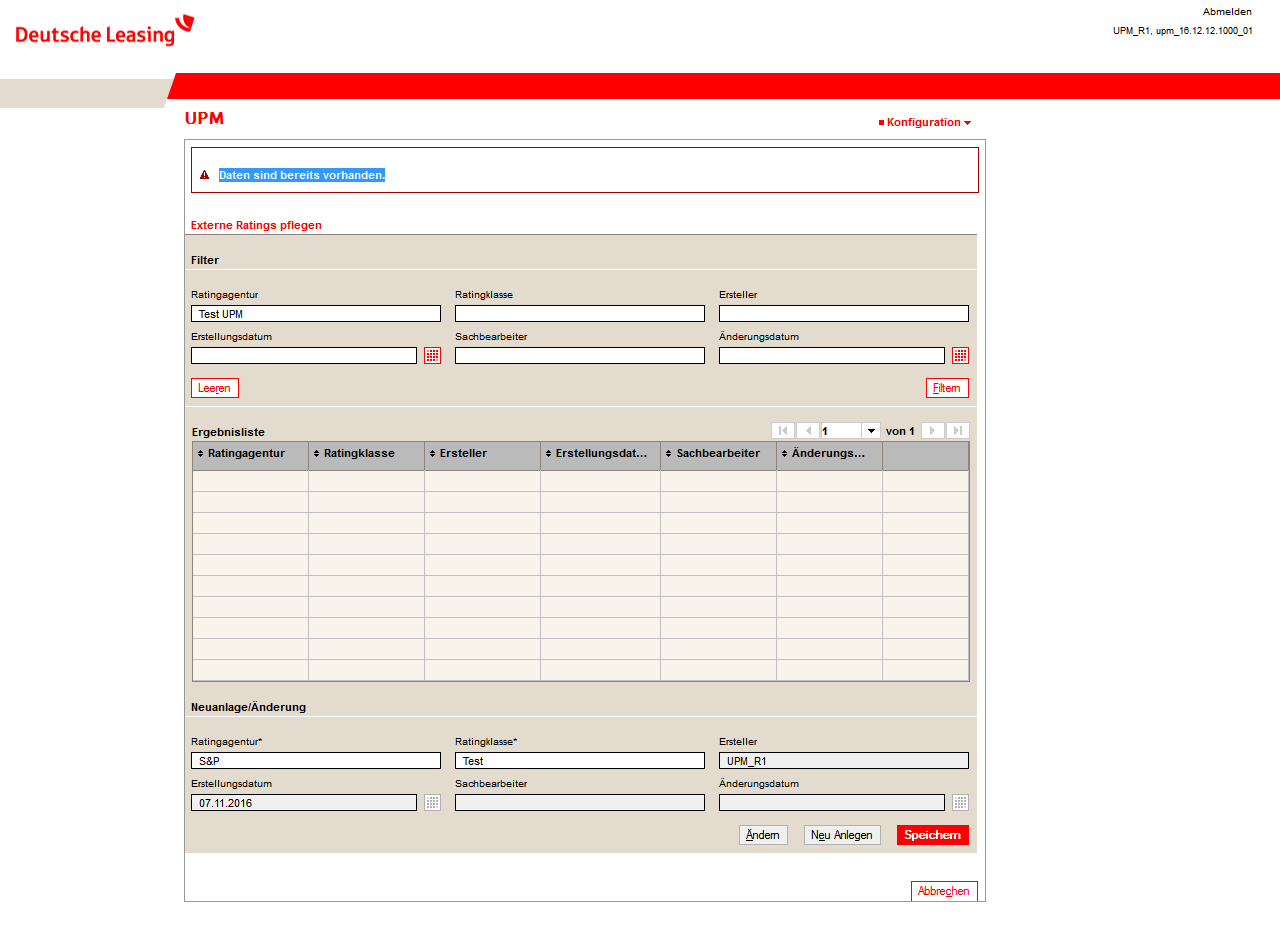 Deutsche Leasing
Abmelden
UPM_R1, upm_16.12.12.1000_01
UPM
Konfiguration
Daten sind bereits vorhanden.
Externe Ratings pflegen
Filter
Ratingagentur Ratingklasse Ersteller
Test UPM
Erstellungsdatum Sachbearbeiter Änderungsdatum
Leeren Filtern
Ergebnisliste 1 von 1
Ratingagentur Ratingklasse Ersteller Erstellungsdat... Sachbearbeiter Änderungs...
Neuanlage/Änderung
Ratingagentur* Ratingklasse* Ersteller
S&P Test UPM_R1
Erstellungsdatum Sachbearbeiter Änderungsdatum
07.11.2016
Ändern Neu Anlegen Speichern
Abbrechen